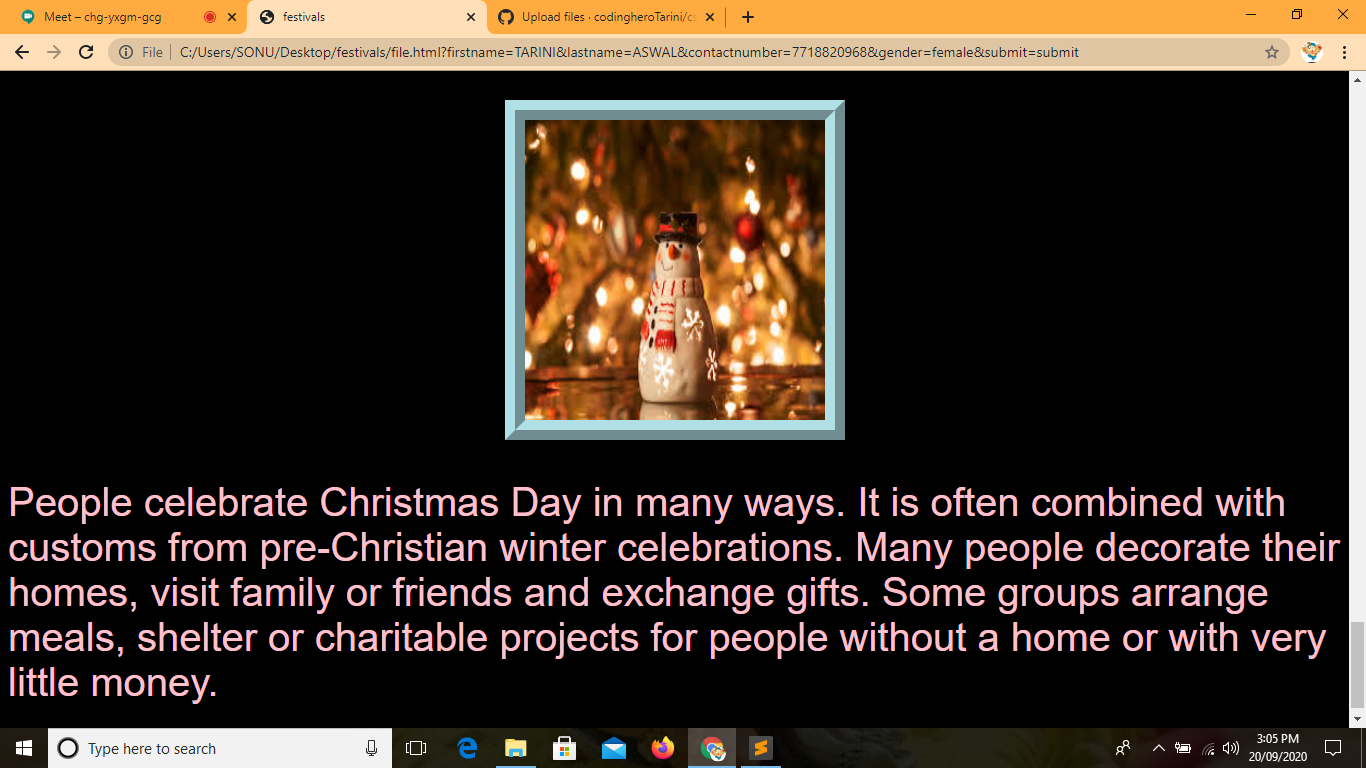 Meet – chg-yxgm-gcg
festivals
Upload files · codingheroTarini/cs
File
C:/Users/SONU/Desktop/festivals/file.html?firstname=TARINI&lastname=ASWAL&contactnumber=7718820968&gender=female&submit=submit
People celebrate Christmas Day in many ways. It is often combined with
customs from pre-Christian winter celebrations. Many people decorate their
homes, visit family or friends and exchange gifts. Some groups arrange
meals, shelter or charitable projects for people without a home or with very
little money.
Type here to search
3:05 PM
20/09/2020